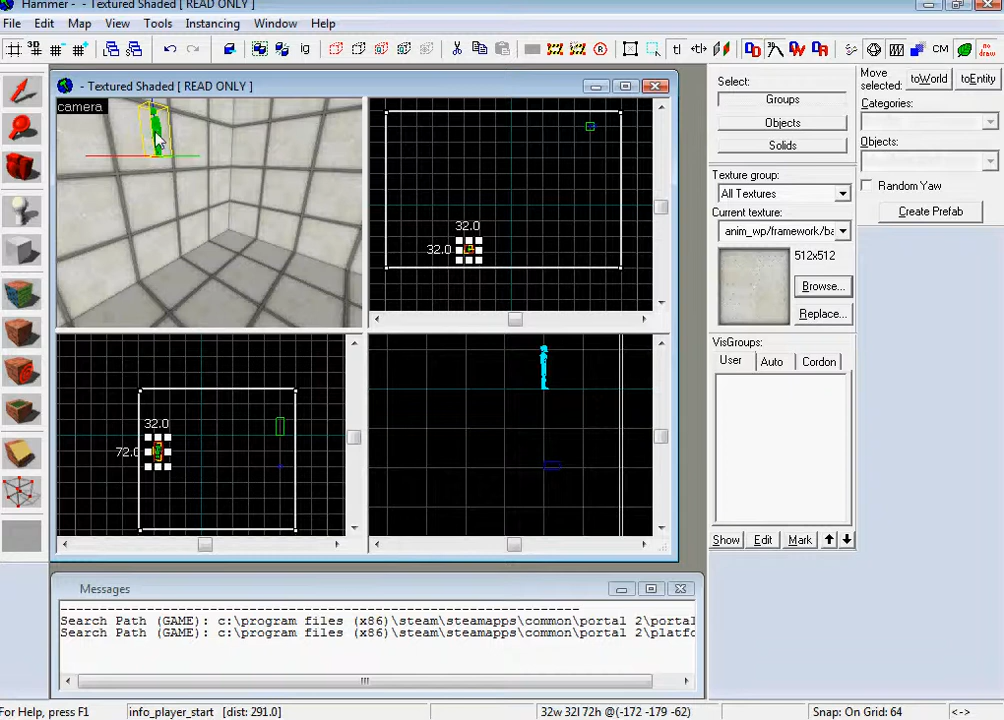 Hammer - - Textured Shaded [ READ ONLY ]
File Edit Map View Tools Instancing Window Help
3D ig tl CM no draw
- Textured Shaded [ READ ONLY ]
camera
32.0
32.0
32.0
72.0
Select:
Groups
Objects
Solids
Texture group:
All Textures
Current texture:
anim_wp/framework/ba
512x512
Browse...
Replace...
VisGroups:
User Auto Cordon
Show Edit Mark
Move selected:
toWorld toEntity
Categories:
Objects:
Random Yaw
Create Prefab
Messages
Search Path (GAME): c:\program files (x86)\steam\steamapps\common\portal 2\portal
Search Path (GAME): c:\program files (x86)\steam\steamapps\common\portal 2\platfo
For Help, press F1 info_player_start [dist: 291.0] 32w 32l 72h @(-172 -179 -62) Snap: On Grid: 64 <->